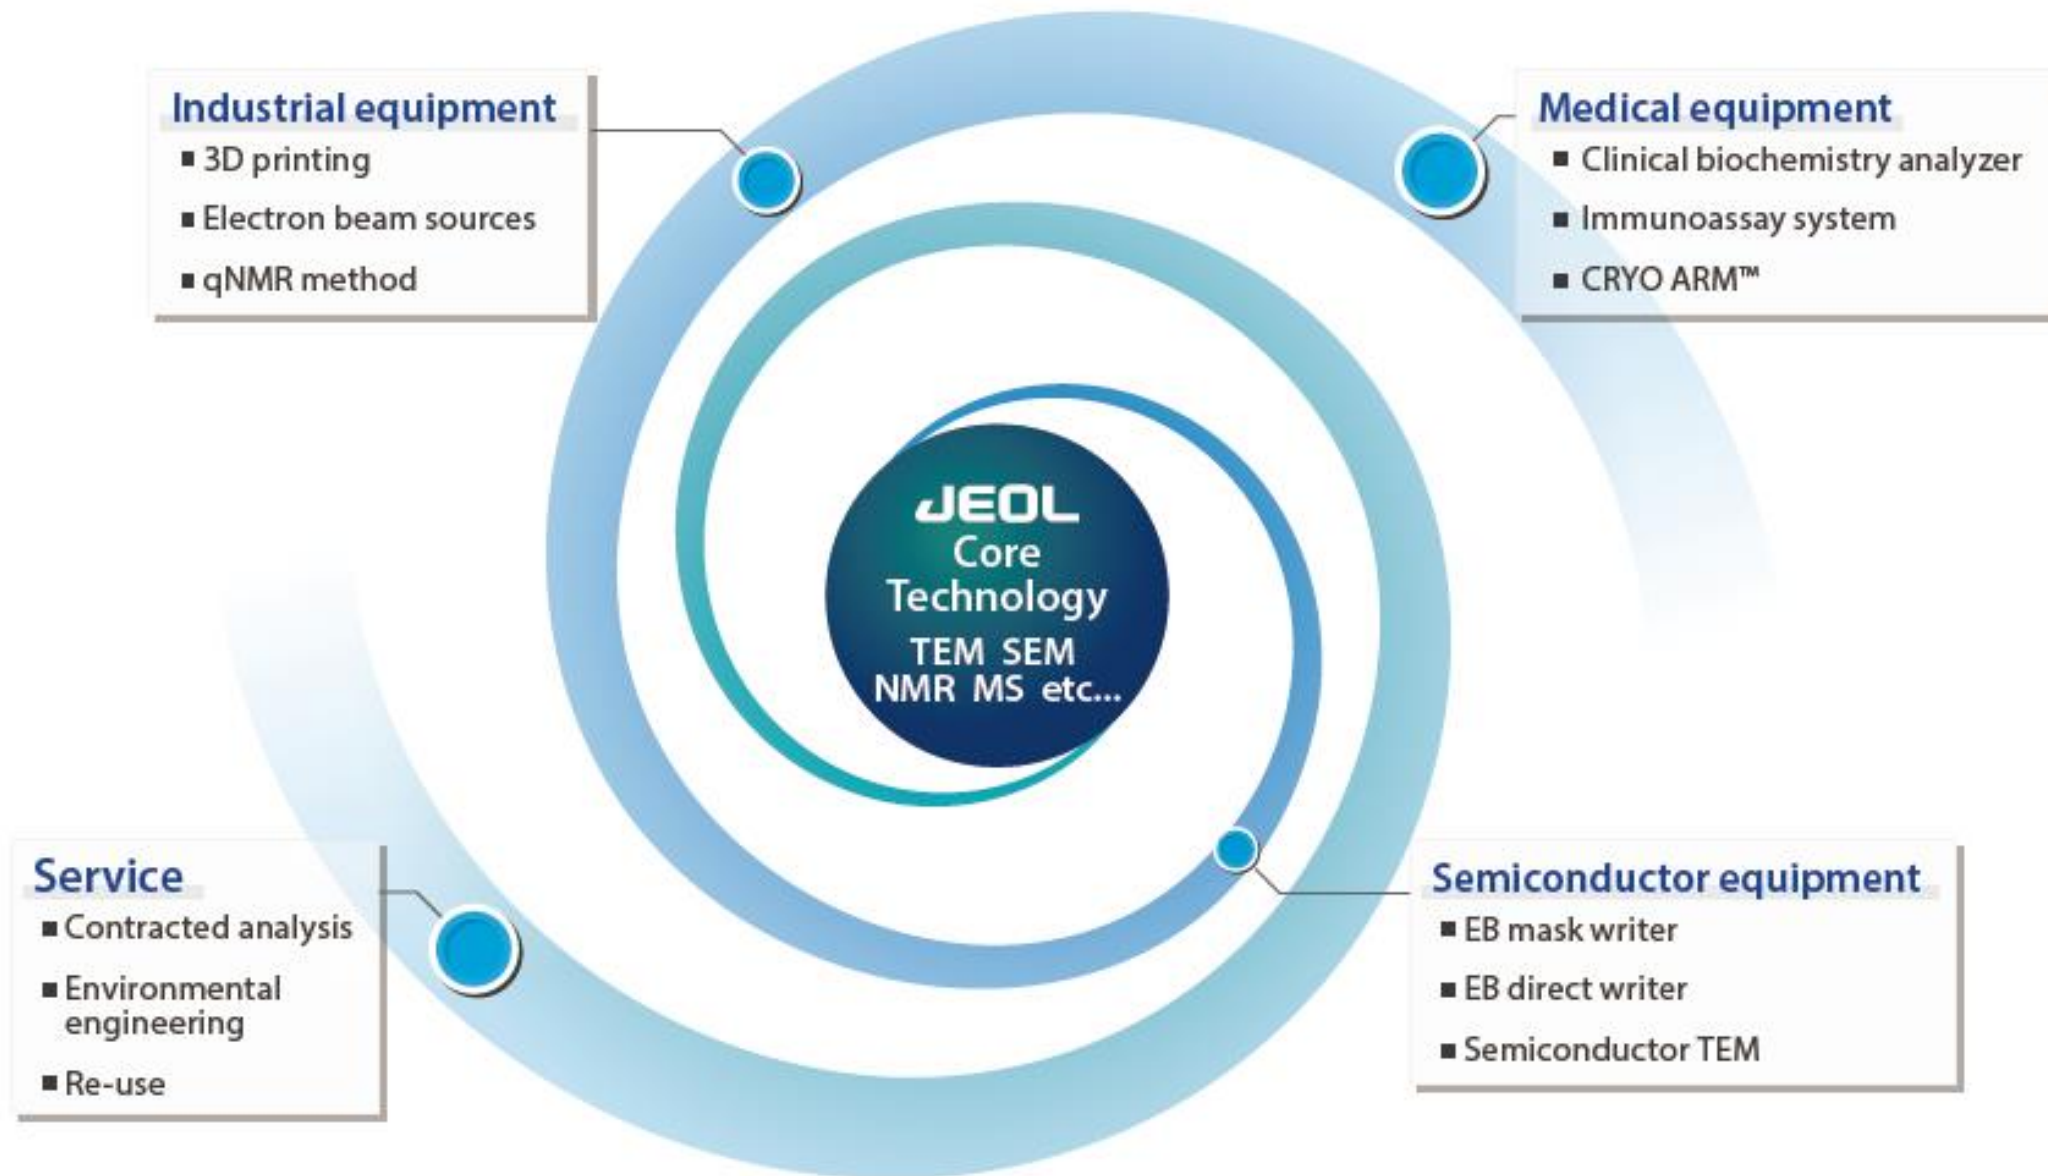 Industrial equipment
▪ 3D printing
▪ Electron beam sources
▪ qNMR method
Medical equipment
▪ Clinical biochemistry analyzer
▪ Immunoassay system
▪ CRYO ARM™
JEOL
Core
Technology
TEM SEM
NMR MS etc...
Service
▪ Contracted analysis
▪ Environmental
engineering
▪ Re-use
Semiconductor equipment
▪ EB mask writer
▪ EB direct writer
▪ Semiconductor TEM